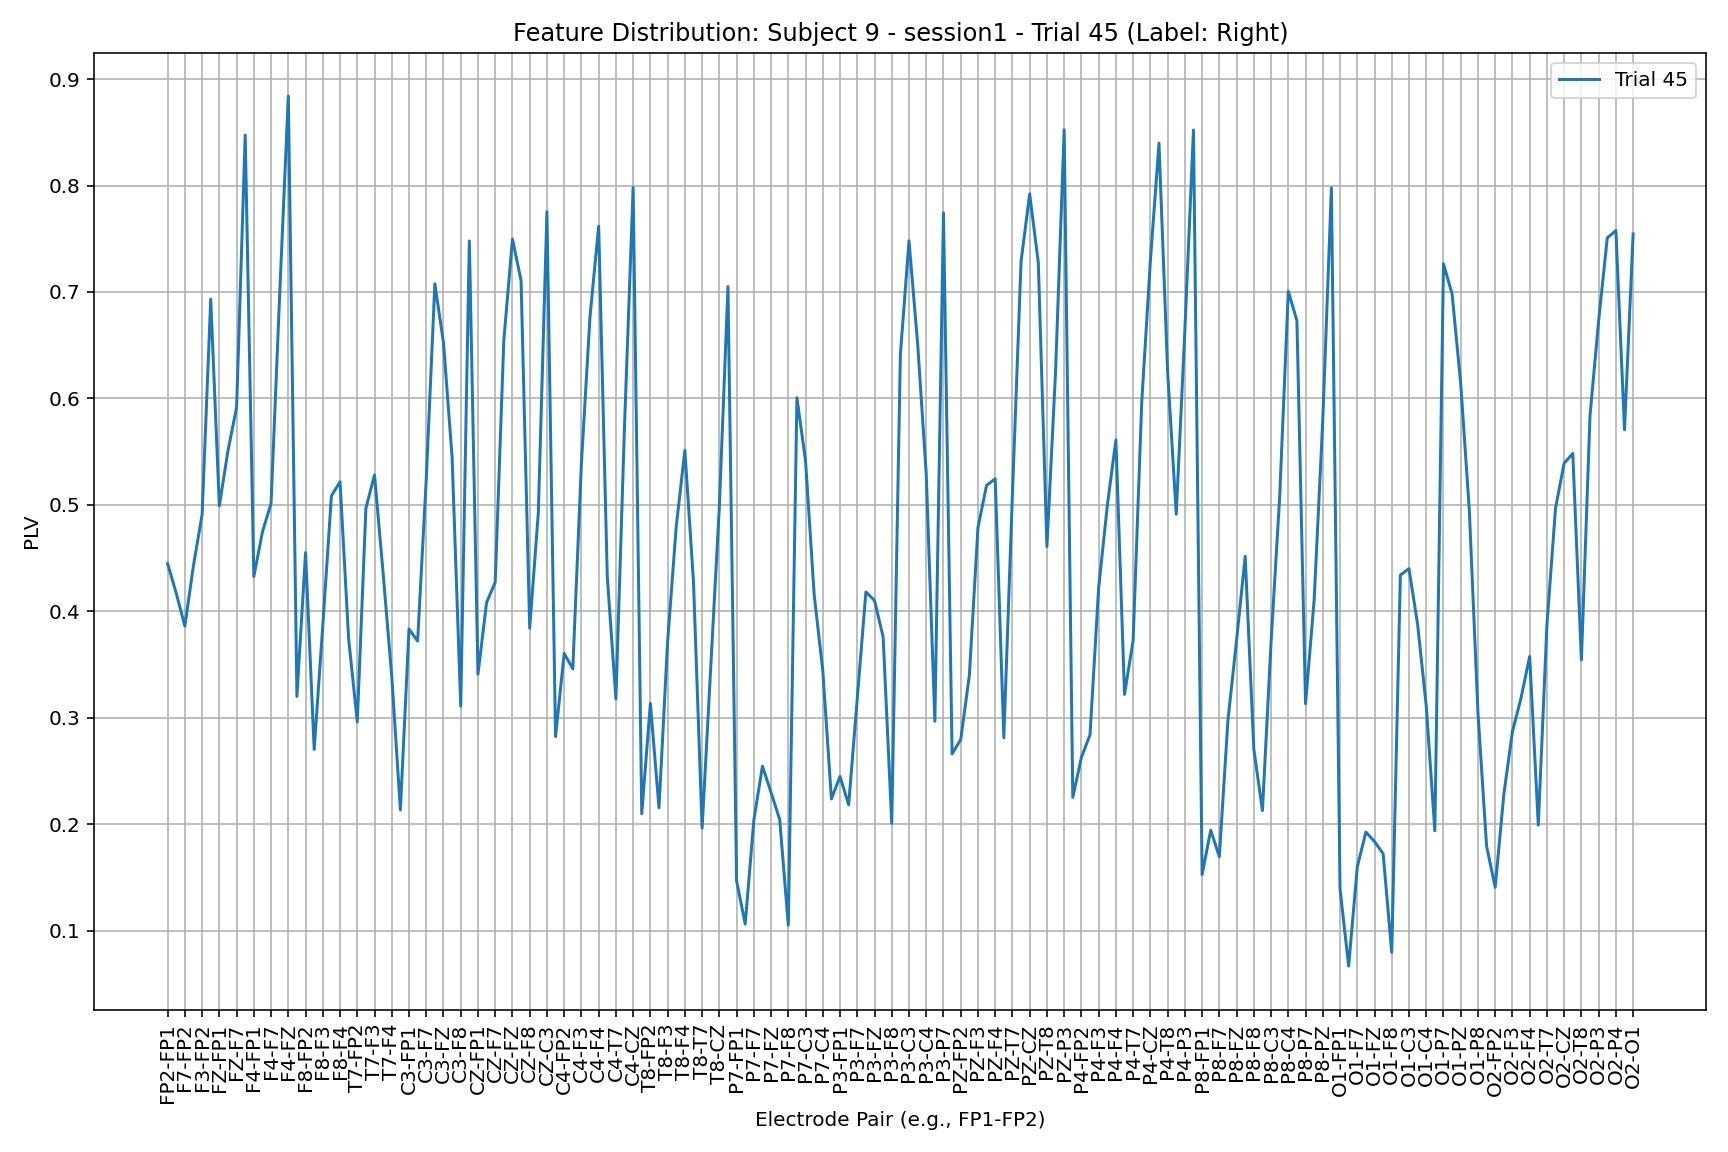 Feature Distribution: Subject 9 - session1 - Trial 45 (Label: Right)
Trial 45
PLV
0.9
0.8
0.7
0.6
0.5
0.4
0.3
0.2
0.1
FP2-FP1
F7-FP2
F3-FP2
FZ-FP1
FZ-F7
F4-FP1
F4-F7
F4-FZ
F8-FP2
F8-F3
F8-F4
T7-FP2
T7-F3
T7-F4
C3-FP1
C3-F7
C3-FZ
C3-F8
CZ-FP1
CZ-F7
CZ-FZ
CZ-F8
CZ-C3
C4-FP2
C4-F3
C4-F4
C4-T7
C4-CZ
T8-FP2
T8-F3
T8-F4
T8-T7
T8-CZ
P7-FP1
P7-F7
P7-FZ
P7-F8
P7-C3
P7-C4
P3-FP1
P3-F7
P3-FZ
P3-F8
P3-C3
P3-C4
P3-P7
PZ-FP2
PZ-F3
PZ-F4
PZ-T7
PZ-CZ
PZ-T8
PZ-P3
P4-FP2
P4-F3
P4-F4
P4-T7
P4-CZ
P4-T8
P4-P3
P8-FP1
P8-F7
P8-FZ
P8-F8
P8-C3
P8-C4
P8-P7
P8-PZ
O1-FP1
O1-F7
O1-FZ
O1-F8
O1-C3
O1-C4
O1-P7
O1-PZ
O1-P8
O2-FP2
O2-F3
O2-F4
O2-T7
O2-CZ
O2-T8
O2-P3
O2-P4
O2-O1
Electrode Pair (e.g., FP1-FP2)